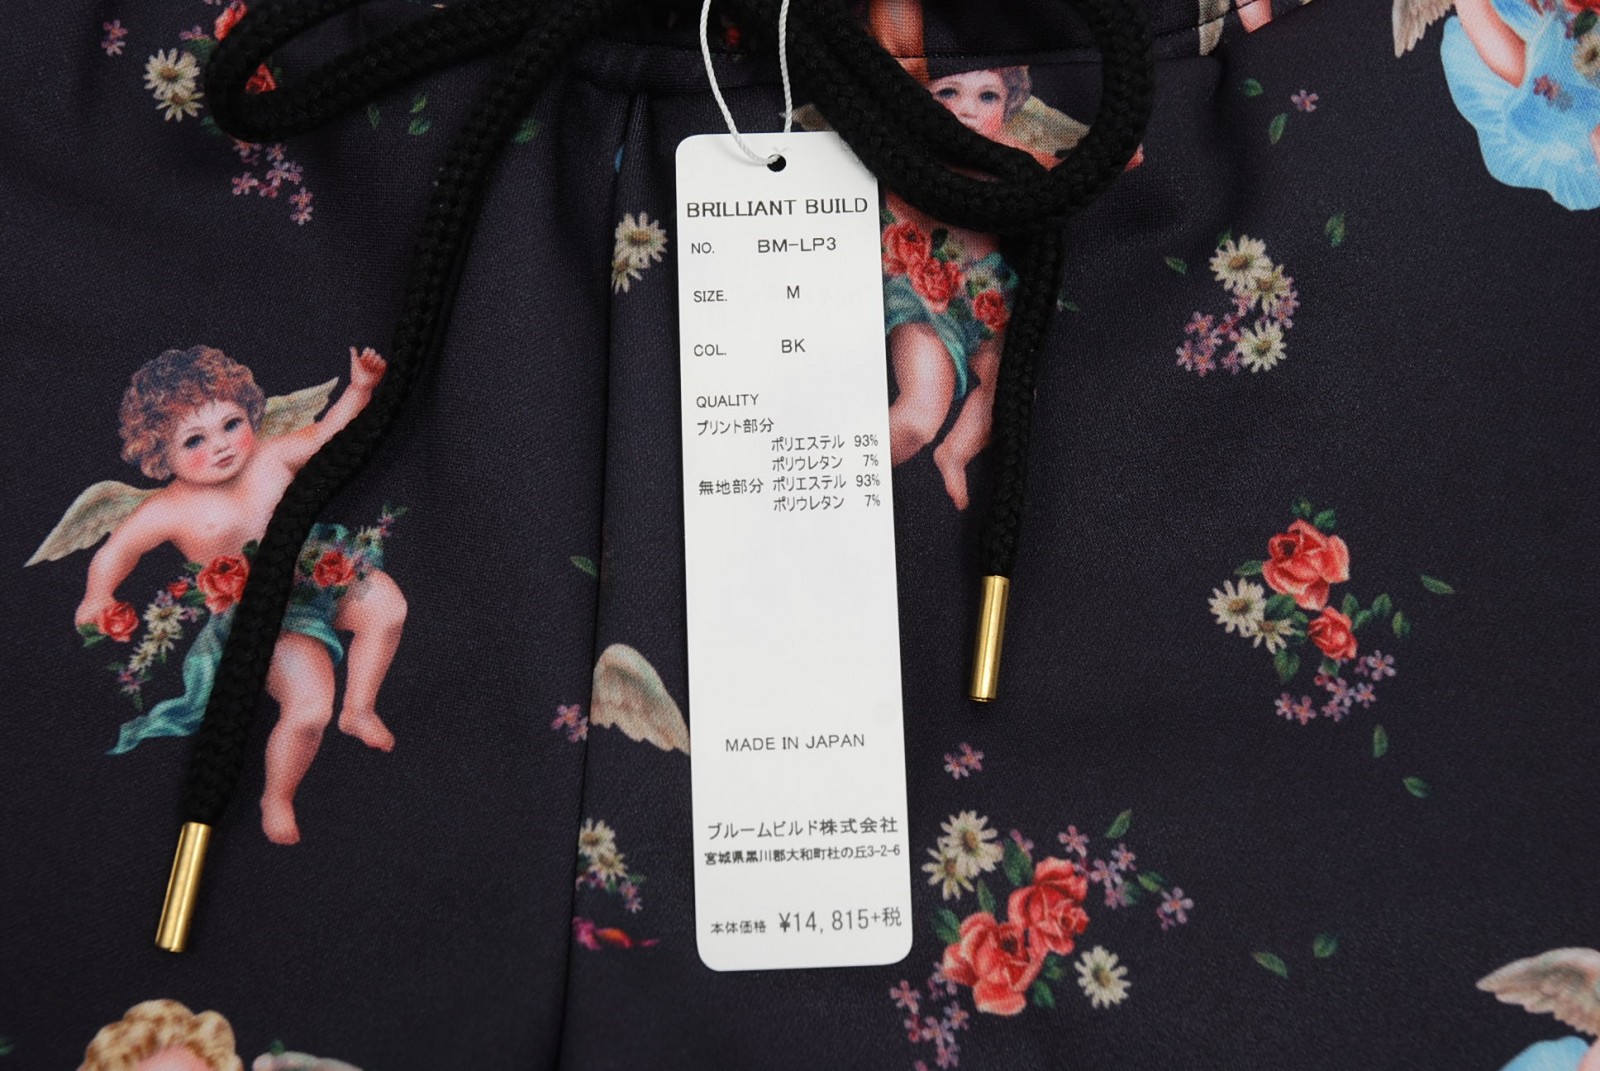 BRILLIANT BUILD
NO. BM-LP3
SIZE. M
COL. BK
QUALITY
プリント部分
ポリエステル 93%
ポリウレタン 7%
無地部分 ポリエステル 93%
ポリウレタン 7%
MADE IN JAPAN
ブルームビルド株式会社
宮城県黒川郡大和町杜の丘3-2-6
本体価格 ¥14,815+税